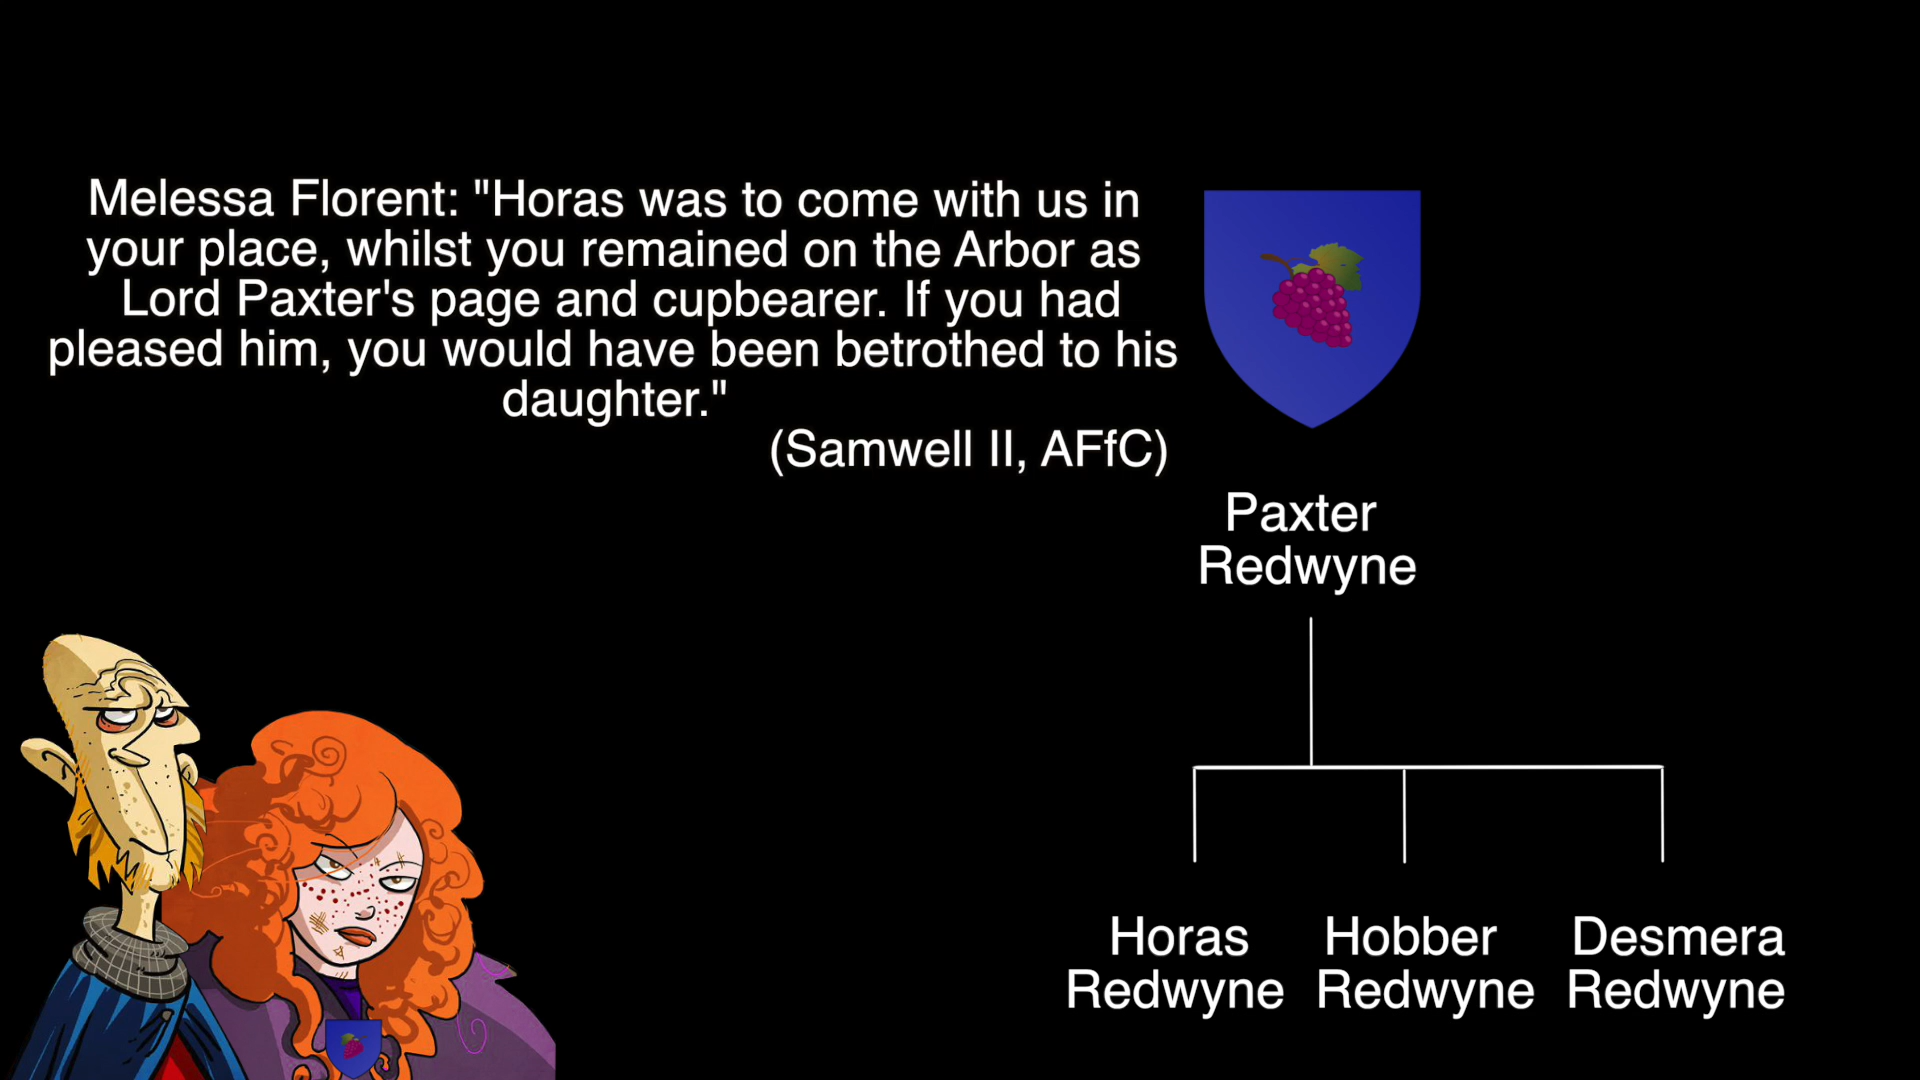 Melessa Florent: "Horas was to come with us in
your place, whilst you remained on the Arbor as
Lord Paxter's page and cupbearer. If you had
pleased him, you would have been betrothed to his
daughter."
(Samwell II, AFfC)
Paxter
Redwyne
Horas
Redwyne
Hobber
Redwyne
Desmera
Redwyne